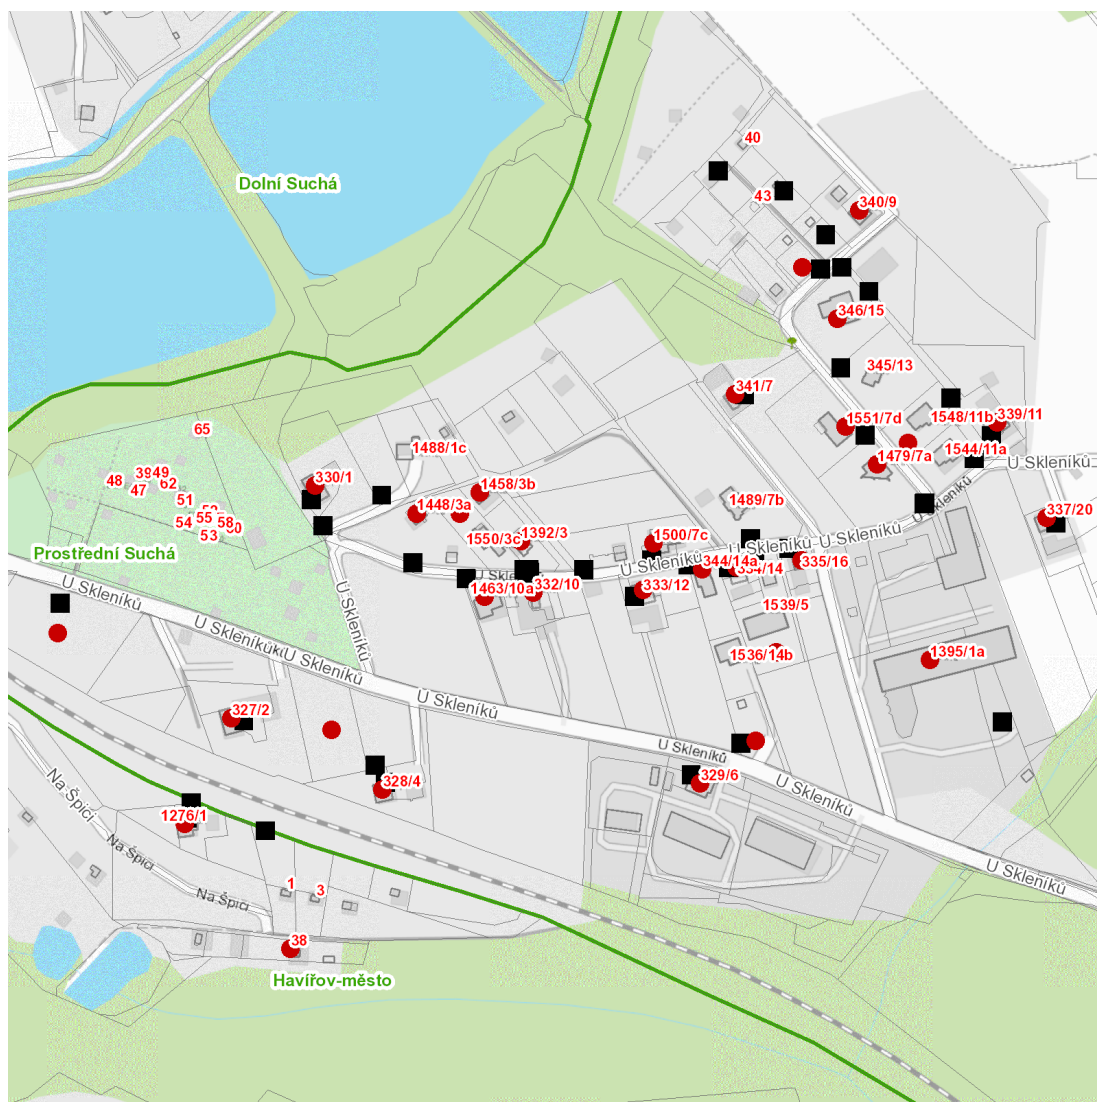 40
Dolní Suchá
43
340/9
346/15
345/13
341/7
1548/11b
339/11
1551/7d
65
1488/1c
1544/11a
U Skleníků
1479/7a
48
39
49
62
47
330/1
1458/3b
51
1448/3a
1489/7b
U Skleníků
337/20
55
58
54
53
1550/3c
1392/3
1500/7c
U Skleníků
U Skleníků
U Skleníků
Prostřední Suchá
344/14a
335/16
U Skleníků
1463/10a
332/10
333/12
U Skleníků
1539/5
U Skleníků
U Skleníků
1536/14b
1395/1a
U Skleníků
327/2
U Skleníků
329/6
328/4
U Skleníků
Na Špici
1276/1
Na Špici
U Skleníků
1
3
Na Špici
38
Havířov-město